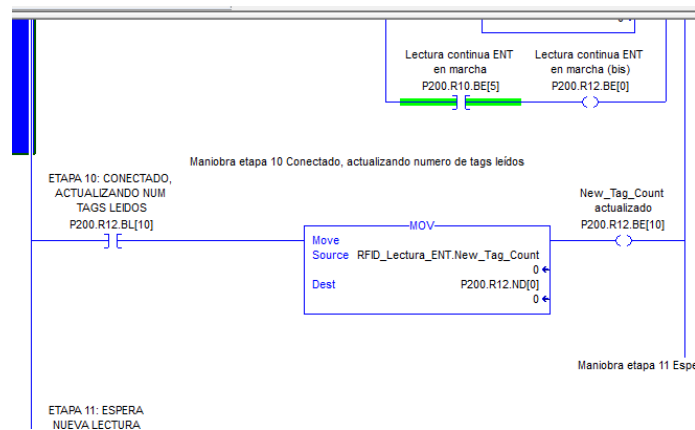 Lectura continua ENT
en marcha
P200.R10.BE[5]
Lectura continua ENT
en marcha (bis)
P200.R12.BE[0]
Maniobra etapa 10 Conectado, actualizando numero de tags leídos
ETAPA 10: CONECTADO,
ACTUALIZANDO NUM
TAGS LEIDOS
P200.R12.BL[10]
MOV
Move
Source RFID_Lectura_ENT.New_Tag_Count
0
Dest P200.R12.ND[0]
0
New_Tag_Count
actualizado
P200.R12.BE[10]
Maniobra etapa 11 Espe
ETAPA 11: ESPERA
NUEVA LECTURA